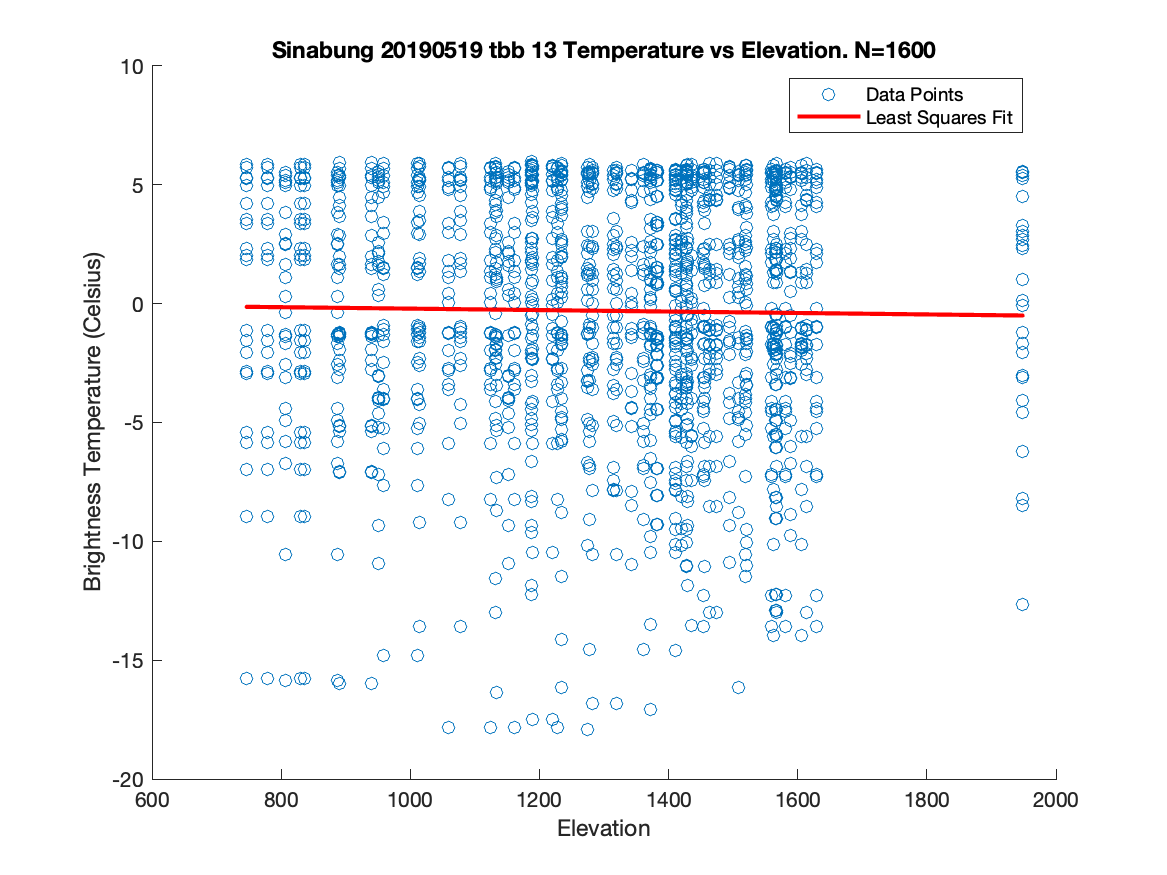 Sinabung 20190519 tbb 13 Temperature vs Elevation. N=1600
Data Points
Least Squares Fit
Brightness Temperature (Celsius)
10
5
0
-5
-10
-15
-20
600 800 1000 1200 1400 1600 1800 2000
Elevation